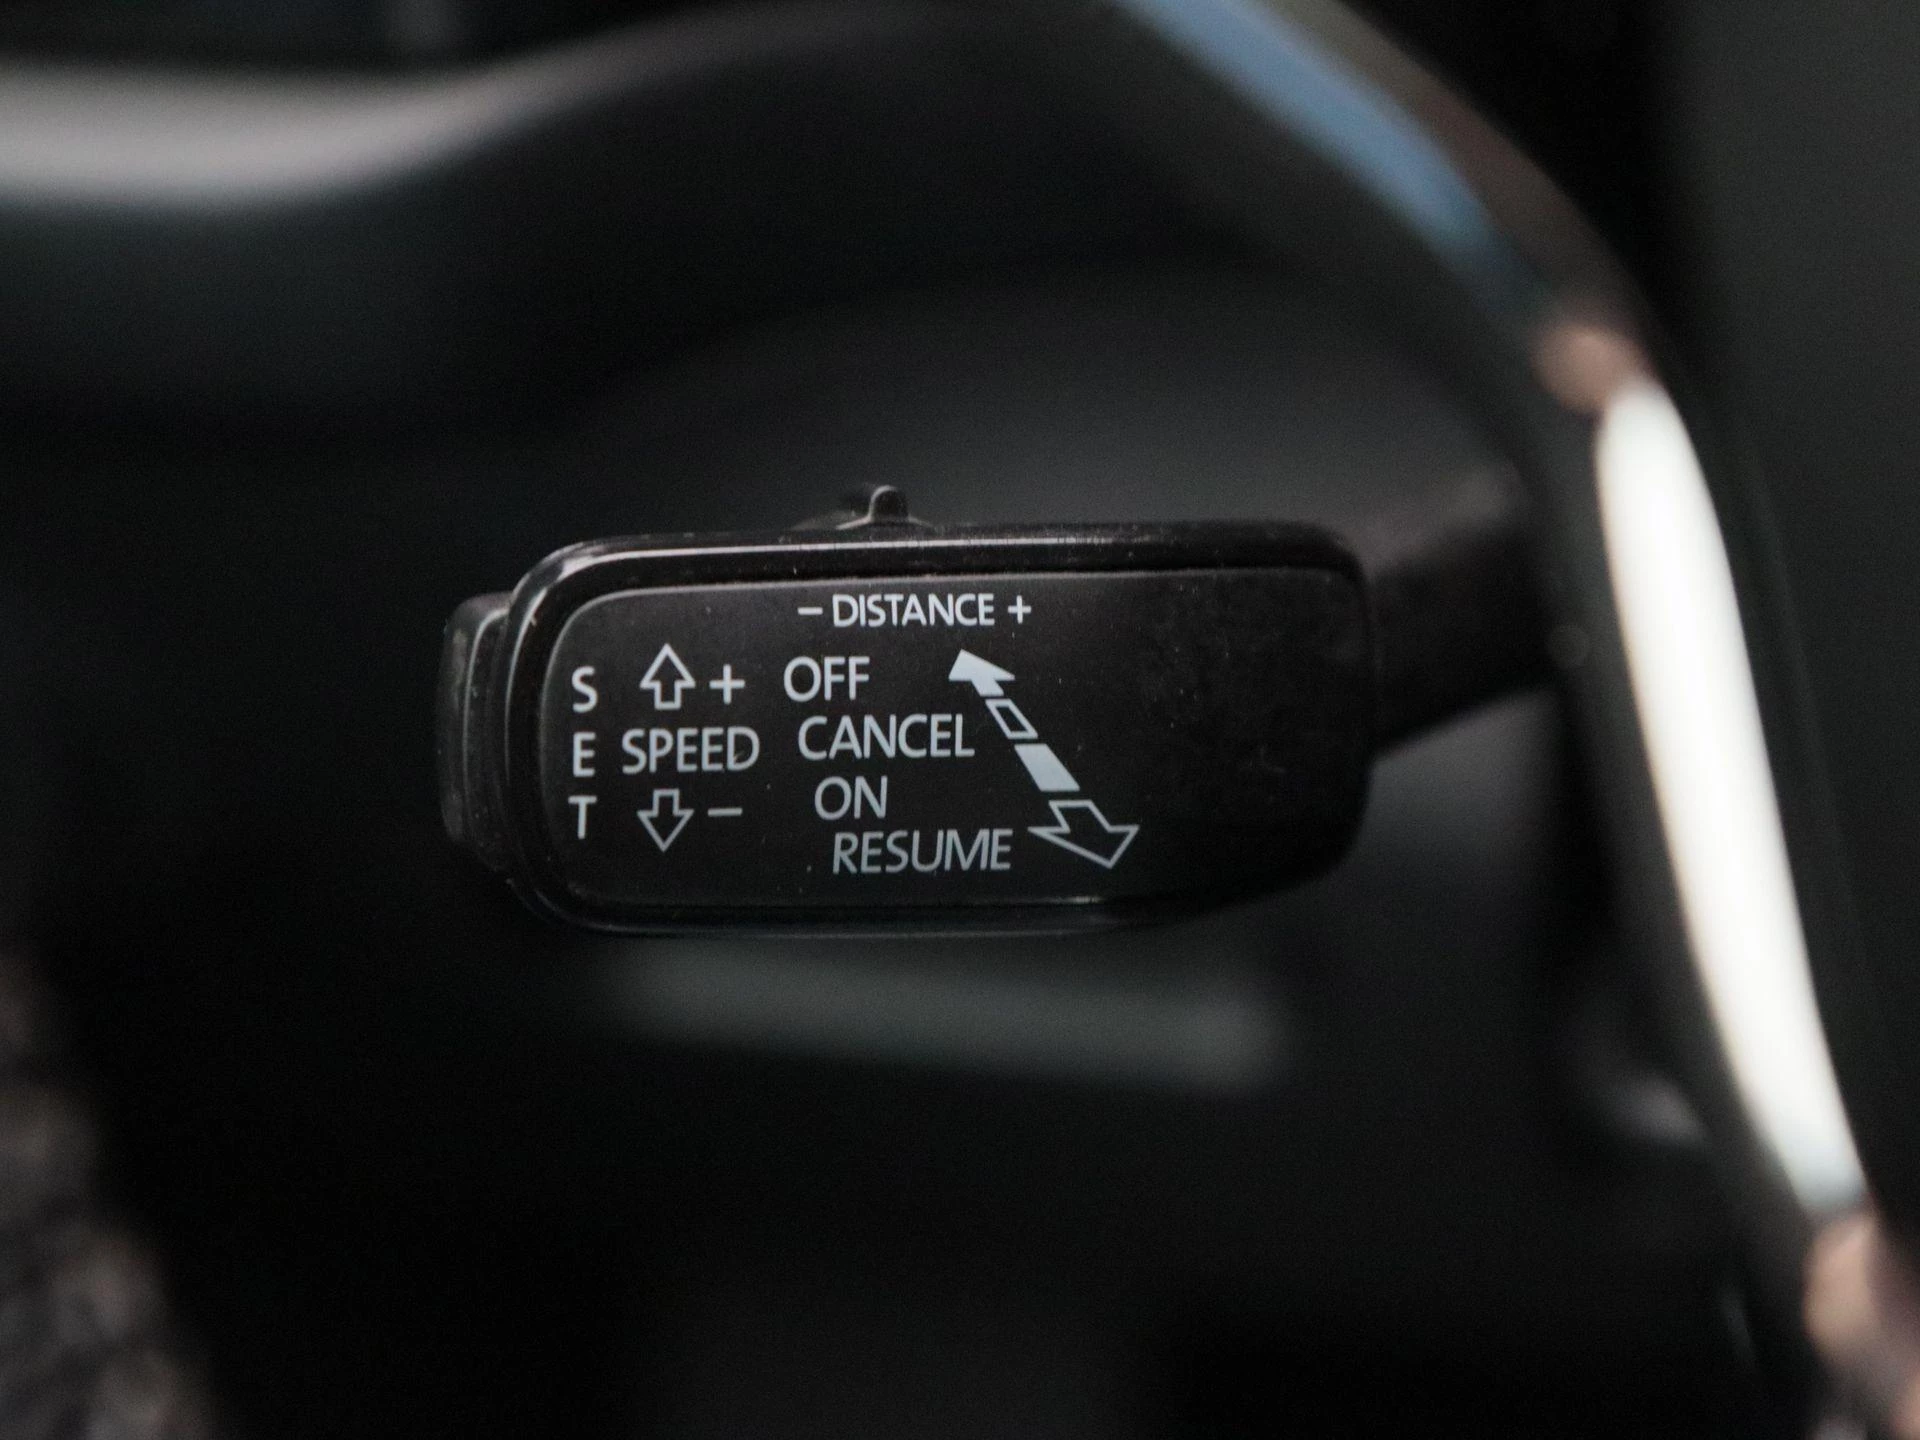 − DISTANCE +
S + OFF
E SPEED CANCEL
T − ON
RESUME